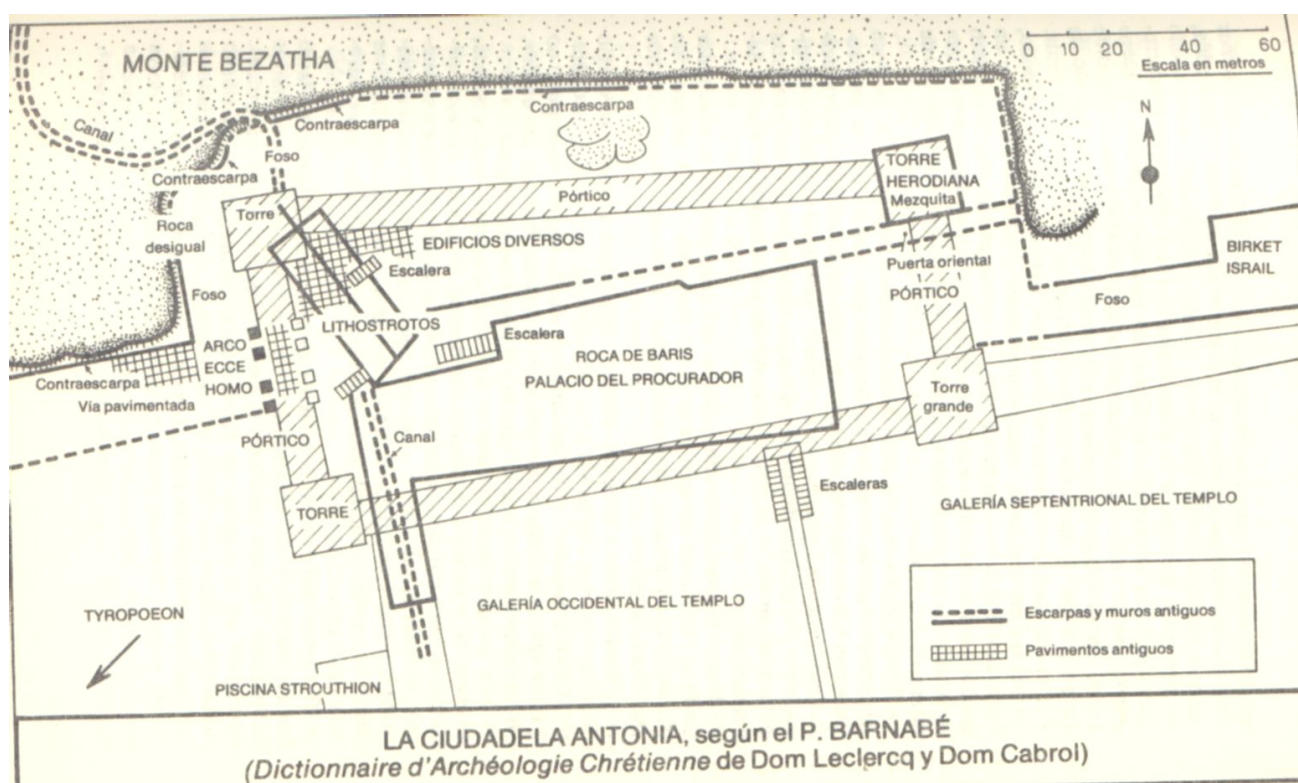 MONTE BEZATHA
0 10 20 40 60
Escala en metros
N
Canal
Contraescarpa
Contraescarpa
Foso
Contraescarpa
TORRE
HERODIANA
Mezquita
Torre
Pórtico
Roca
desigual
EDIFICIOS DIVERSOS
Escalera
Puerta oriental
BIRKET
ISRAIL
PÓRTICO
Foso
Foso
LITHOSTROTOS
Escalera
ARCO
ECCE
HOMO
ROCA DE BARIS
PALACIO DEL PROCURADOR
Contraescarpa
Vía pavimentada
Torre
grande
PÓRTICO
Canal
Escaleras
TORRE
GALERÍA SEPTENTRIONAL DEL TEMPLO
GALERÍA OCCIDENTAL DEL TEMPLO
TYROPOEON
Escarpas y muros antiguos
Pavimentos antiguos
PISCINA STROUTHION
LA CIUDADELA ANTONIA, según el P. BARNABÉ
(Dictionnaire d'Archéologie Chrétienne de Dom Leclercq y Dom Cabrol)